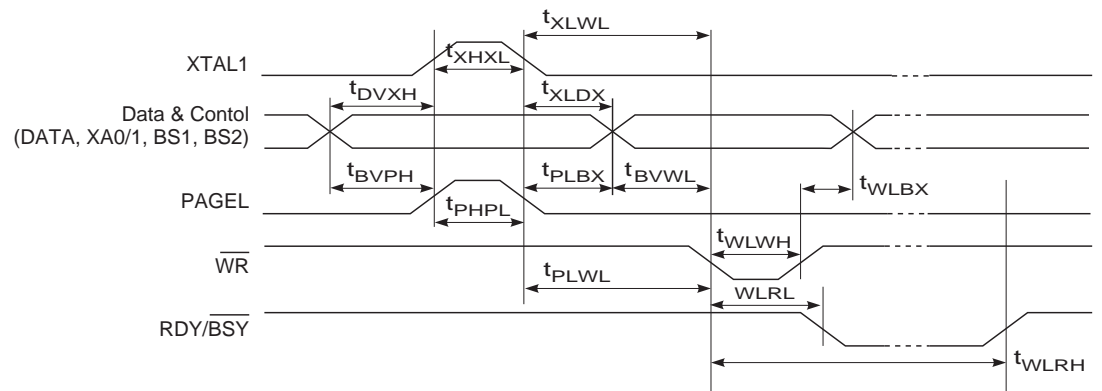 tXLWL
XTAL1
tXHXL
tDVXH
tXLDX
Data & Contol
(DATA, XA0/1, BS1, BS2)
tBVPH
tPLBX
tBVWL
tWLBX
PAGEL
tPHPL
tWLWH
WR
tPLWL
WLRL
RDY/BSY
tWLRH